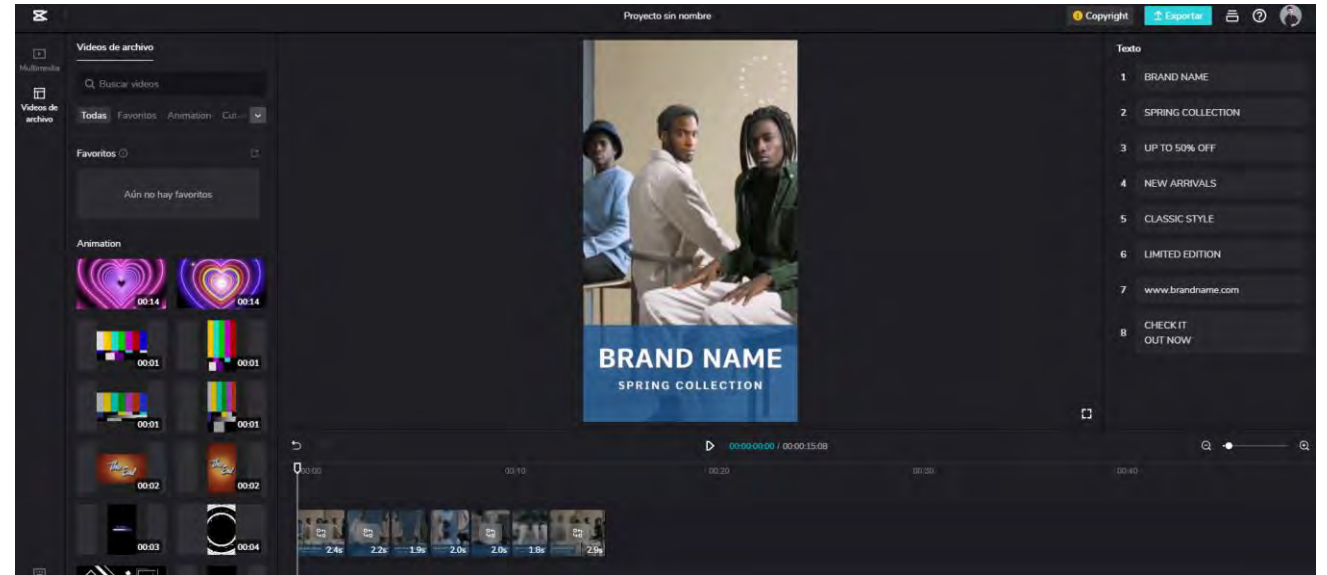 Proyecto sin nombre
Copyright
Exportar
Multimedia
Videos de
archivo
Videos de archivo
Buscar videos
Todas Favoritos Animation Cut
Favoritos
Aún no hay favoritos
Animation
00:14 00:14
00:01 00:01
00:01 00:01
The End The End
00:02 00:02
00:03 00:04
BRAND NAME
SPRING COLLECTION
Texto
1 BRAND NAME
2 SPRING COLLECTION
3 UP TO 50% OFF
4 NEW ARRIVALS
5 CLASSIC STYLE
6 LIMITED EDITION
7 www.brandname.com
8 CHECK IT
OUT NOW
00:00:00:00 / 00:00:15:08
00:00 00:10 00:20 00:30 00:40
2.4s 2.2s 1.9s 2.0s 2.0s 1.8s 2.9s